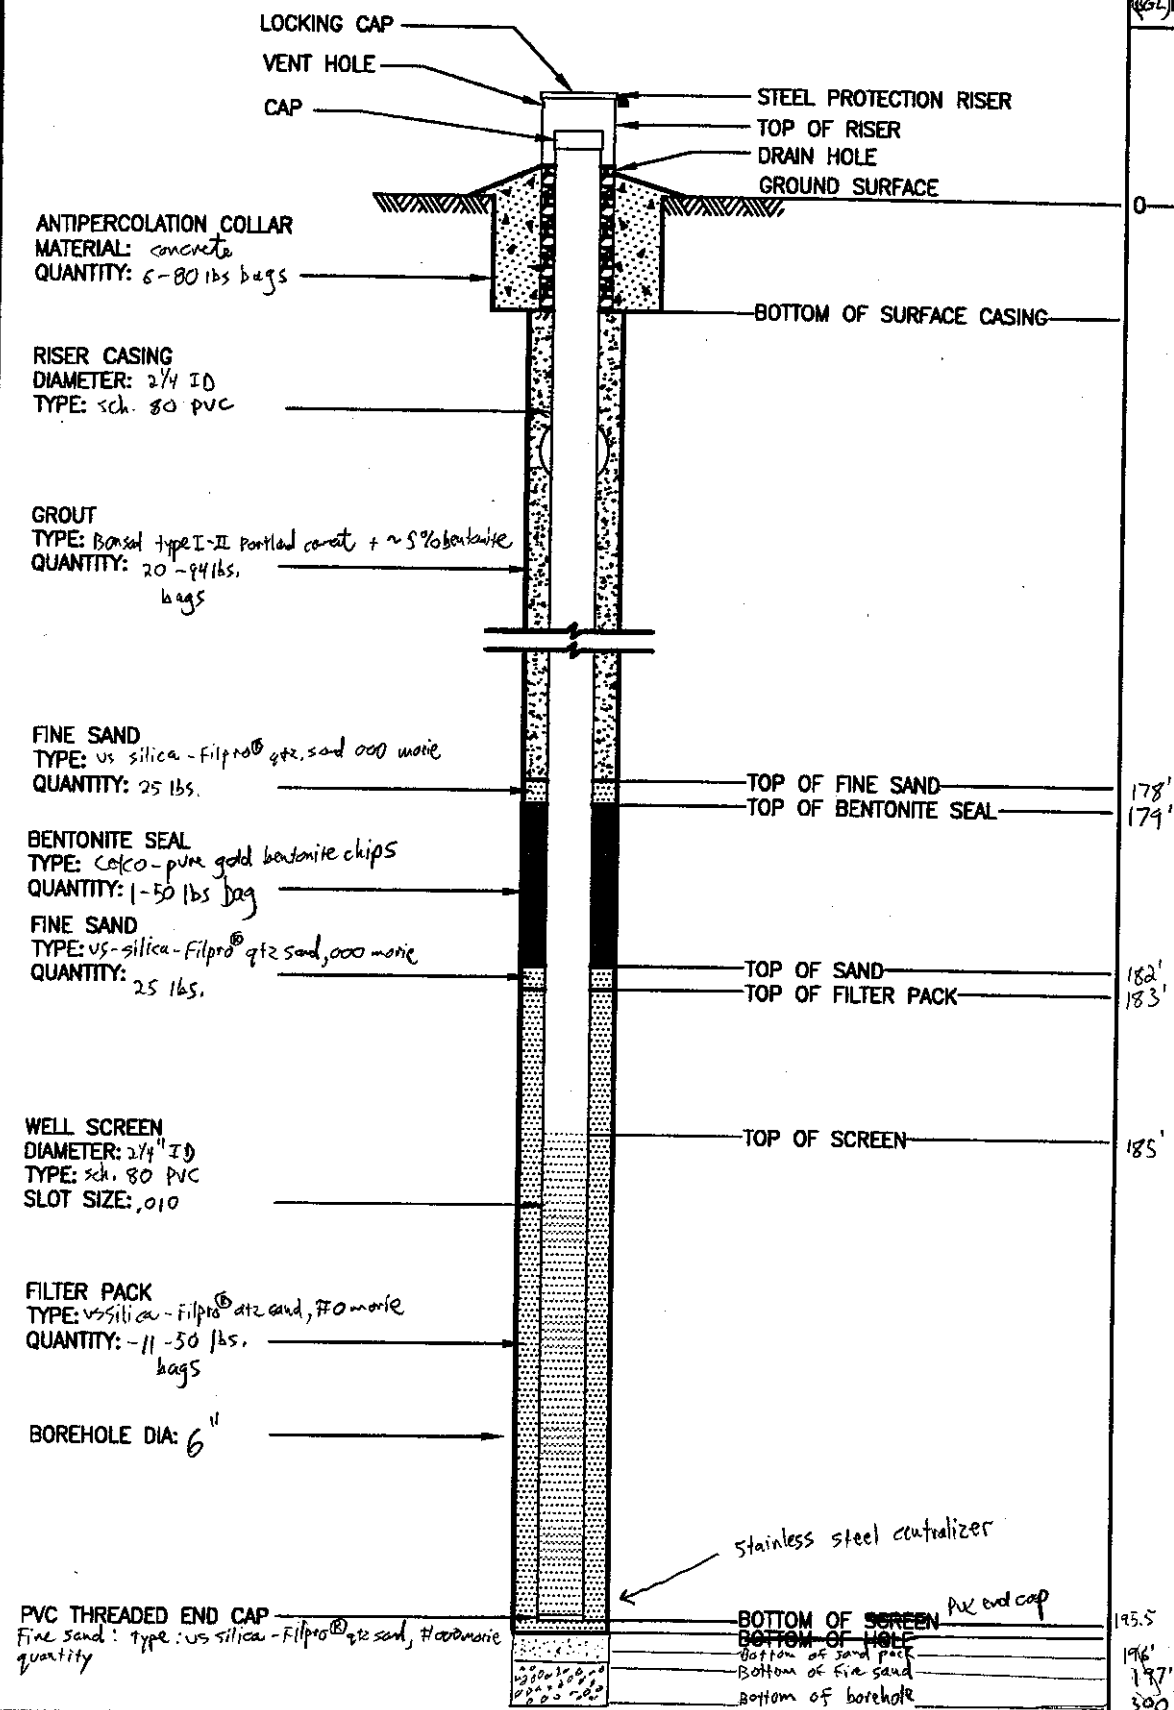 (BGL)
LOCKING CAP
VENT HOLE
CAP
STEEL PROTECTION RISER
TOP OF RISER
DRAIN HOLE
GROUND SURFACE
0
ANTIPERCOLATION COLLAR
MATERIAL: concrete
QUANTITY: 6-80 lbs bags
BOTTOM OF SURFACE CASING
RISER CASING
DIAMETER: 2 1/4 ID
TYPE: sch. 80 PVC
GROUT
TYPE: Bonsal type I-II Portland cement + ~5% bentonite
QUANTITY: 20 -94 lbs.
bags
FINE SAND
TYPE: us silica - Filpro® qtz. sand 000 morie
QUANTITY: 25 lbs.
TOP OF FINE SAND 178'
TOP OF BENTONITE SEAL 179'
BENTONITE SEAL
TYPE: Cetco-pure gold bentonite chips
QUANTITY: 1-50 lbs bag
FINE SAND
TYPE: us-silica-Filpro® qtz sand, 000 morie
QUANTITY:
25 lbs.
TOP OF SAND 182'
TOP OF FILTER PACK 183'
WELL SCREEN
DIAMETER: 2 1/4" ID
TYPE: sch. 80 PVC
SLOT SIZE: .010
TOP OF SCREEN 185'
FILTER PACK
TYPE: us silica - Filpro® qtz sand, #0 morie
QUANTITY: -11 -50 lbs.
bags
BOREHOLE DIA: 6"
stainless steel centralizer
PVC THREADED END CAP
Fine sand: type: us silica - Filpro® qtz sand, #000 morie
quantity
BOTTOM OF SCREEN PVC end cap 195.5
BOTTOM OF HOLE
Bottom of sand pack 196'
Bottom of fine sand 197'
Bottom of borehole 300